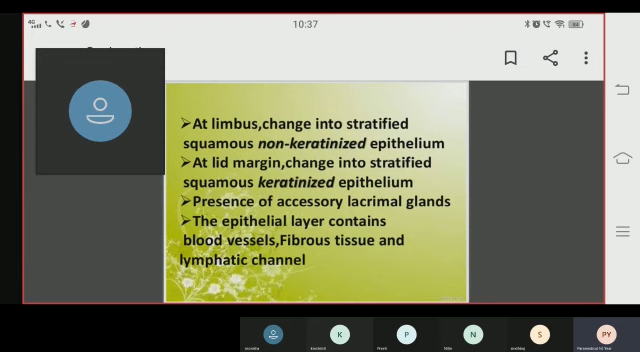 4G
10:37
➢At limbus,change into stratified
squamous non-keratinized epithelium
➢At lid margin,change into stratified
squamous keratinized epithelium
➢Presence of accessory lacrimal glands
➢The epithelial layer contains
blood vessels,Fibrous tissue and
lymphatic channel
K
P
N
S
PY